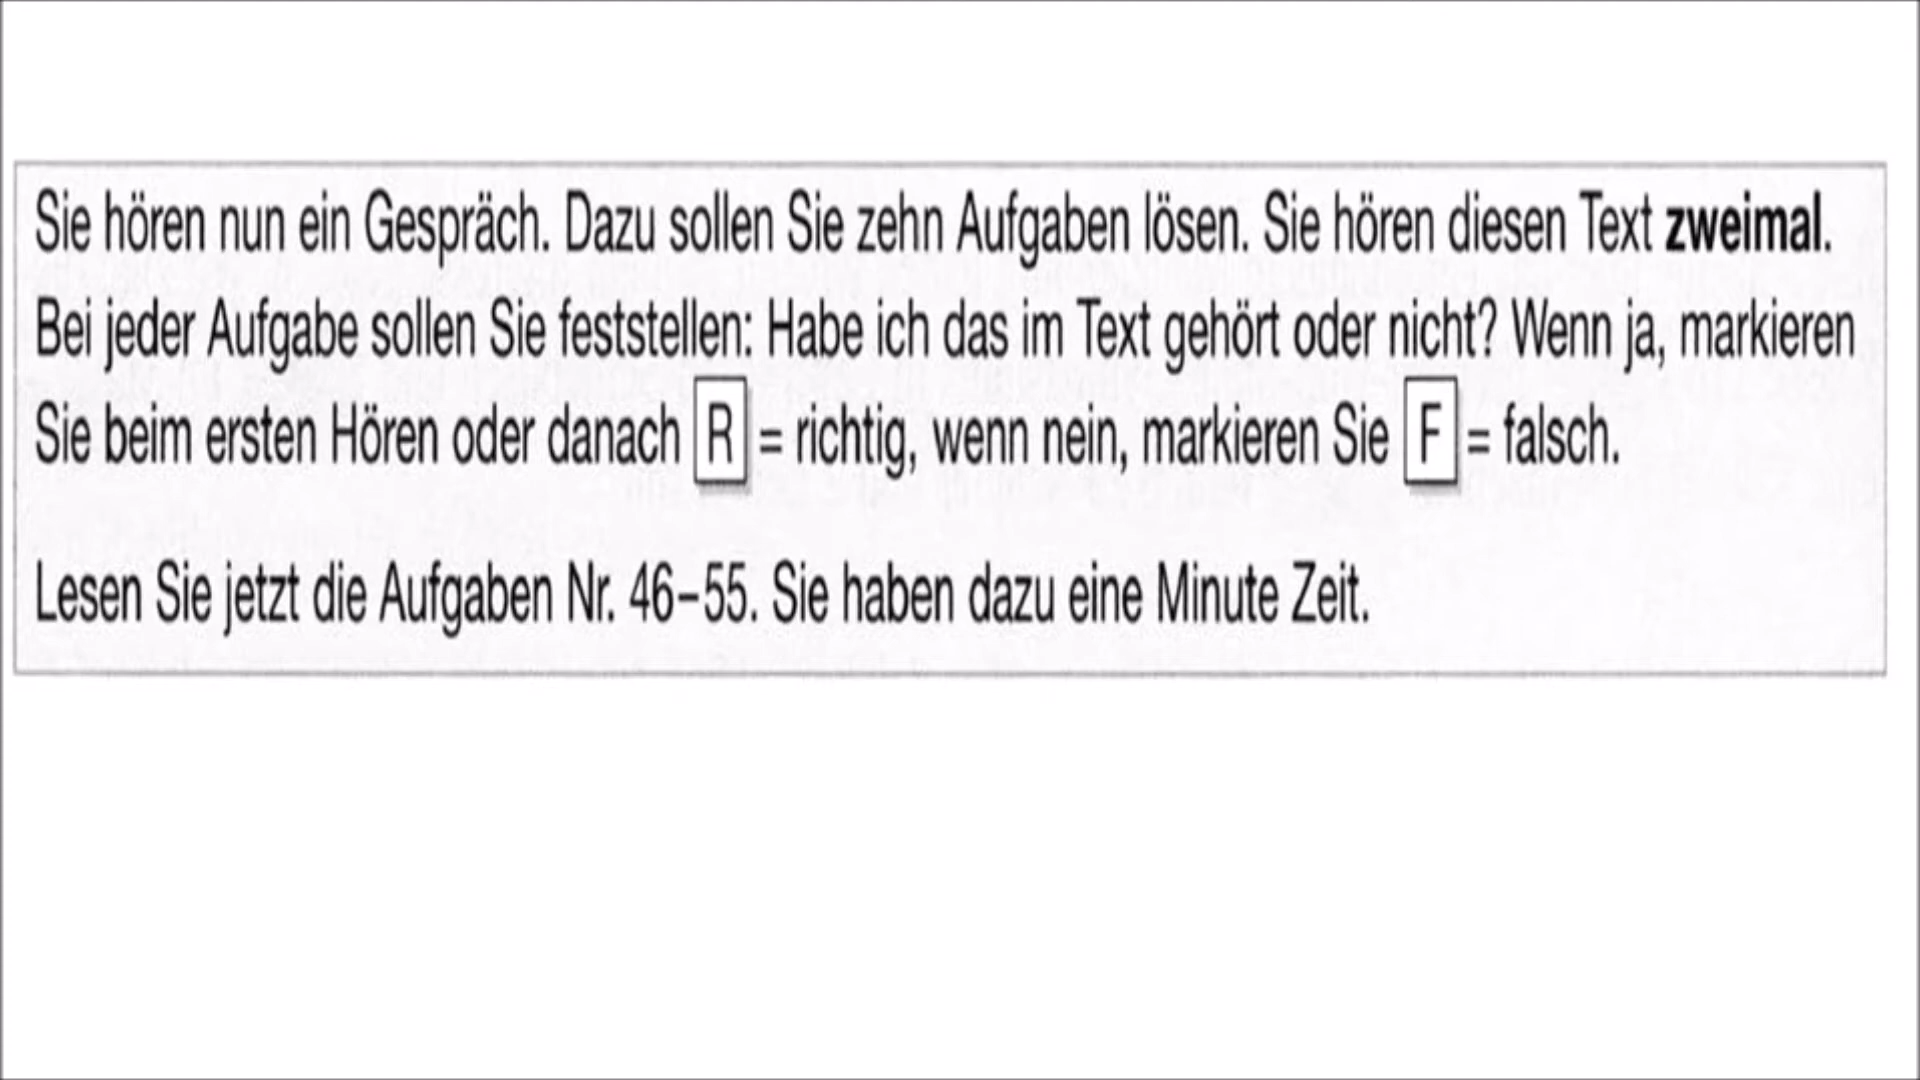 Sie hören nun ein Gespräch. Dazu sollen Sie zehn Aufgaben lösen. Sie hören diesen Text zweimal.
Bei jeder Aufgabe sollen Sie feststellen: Habe ich das im Text gehört oder nicht? Wenn ja, markieren
Sie beim ersten Hören oder danach R = richtig, wenn nein, markieren Sie F = falsch.
Lesen Sie jetzt die Aufgaben Nr. 46–55. Sie haben dazu eine Minute Zeit.